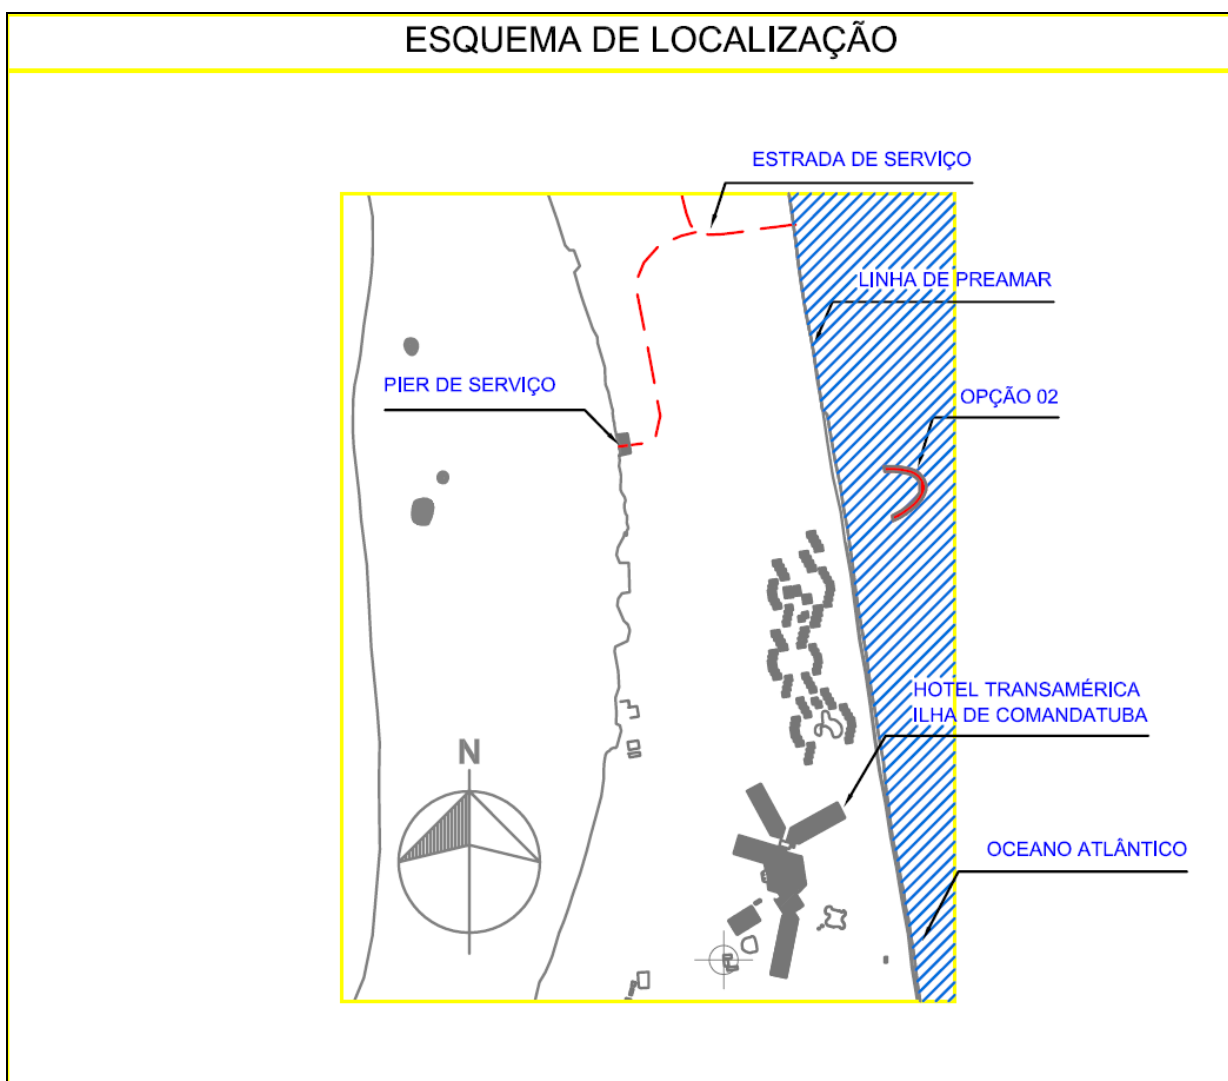 ESQUEMA DE LOCALIZAÇÃO
ESTRADA DE SERVIÇO
LINHA DE PREAMAR
PIER DE SERVIÇO
OPÇÃO 02
HOTEL TRANSAMÉRICA
ILHA DE COMANDATUBA
N
OCEANO ATLÂNTICO